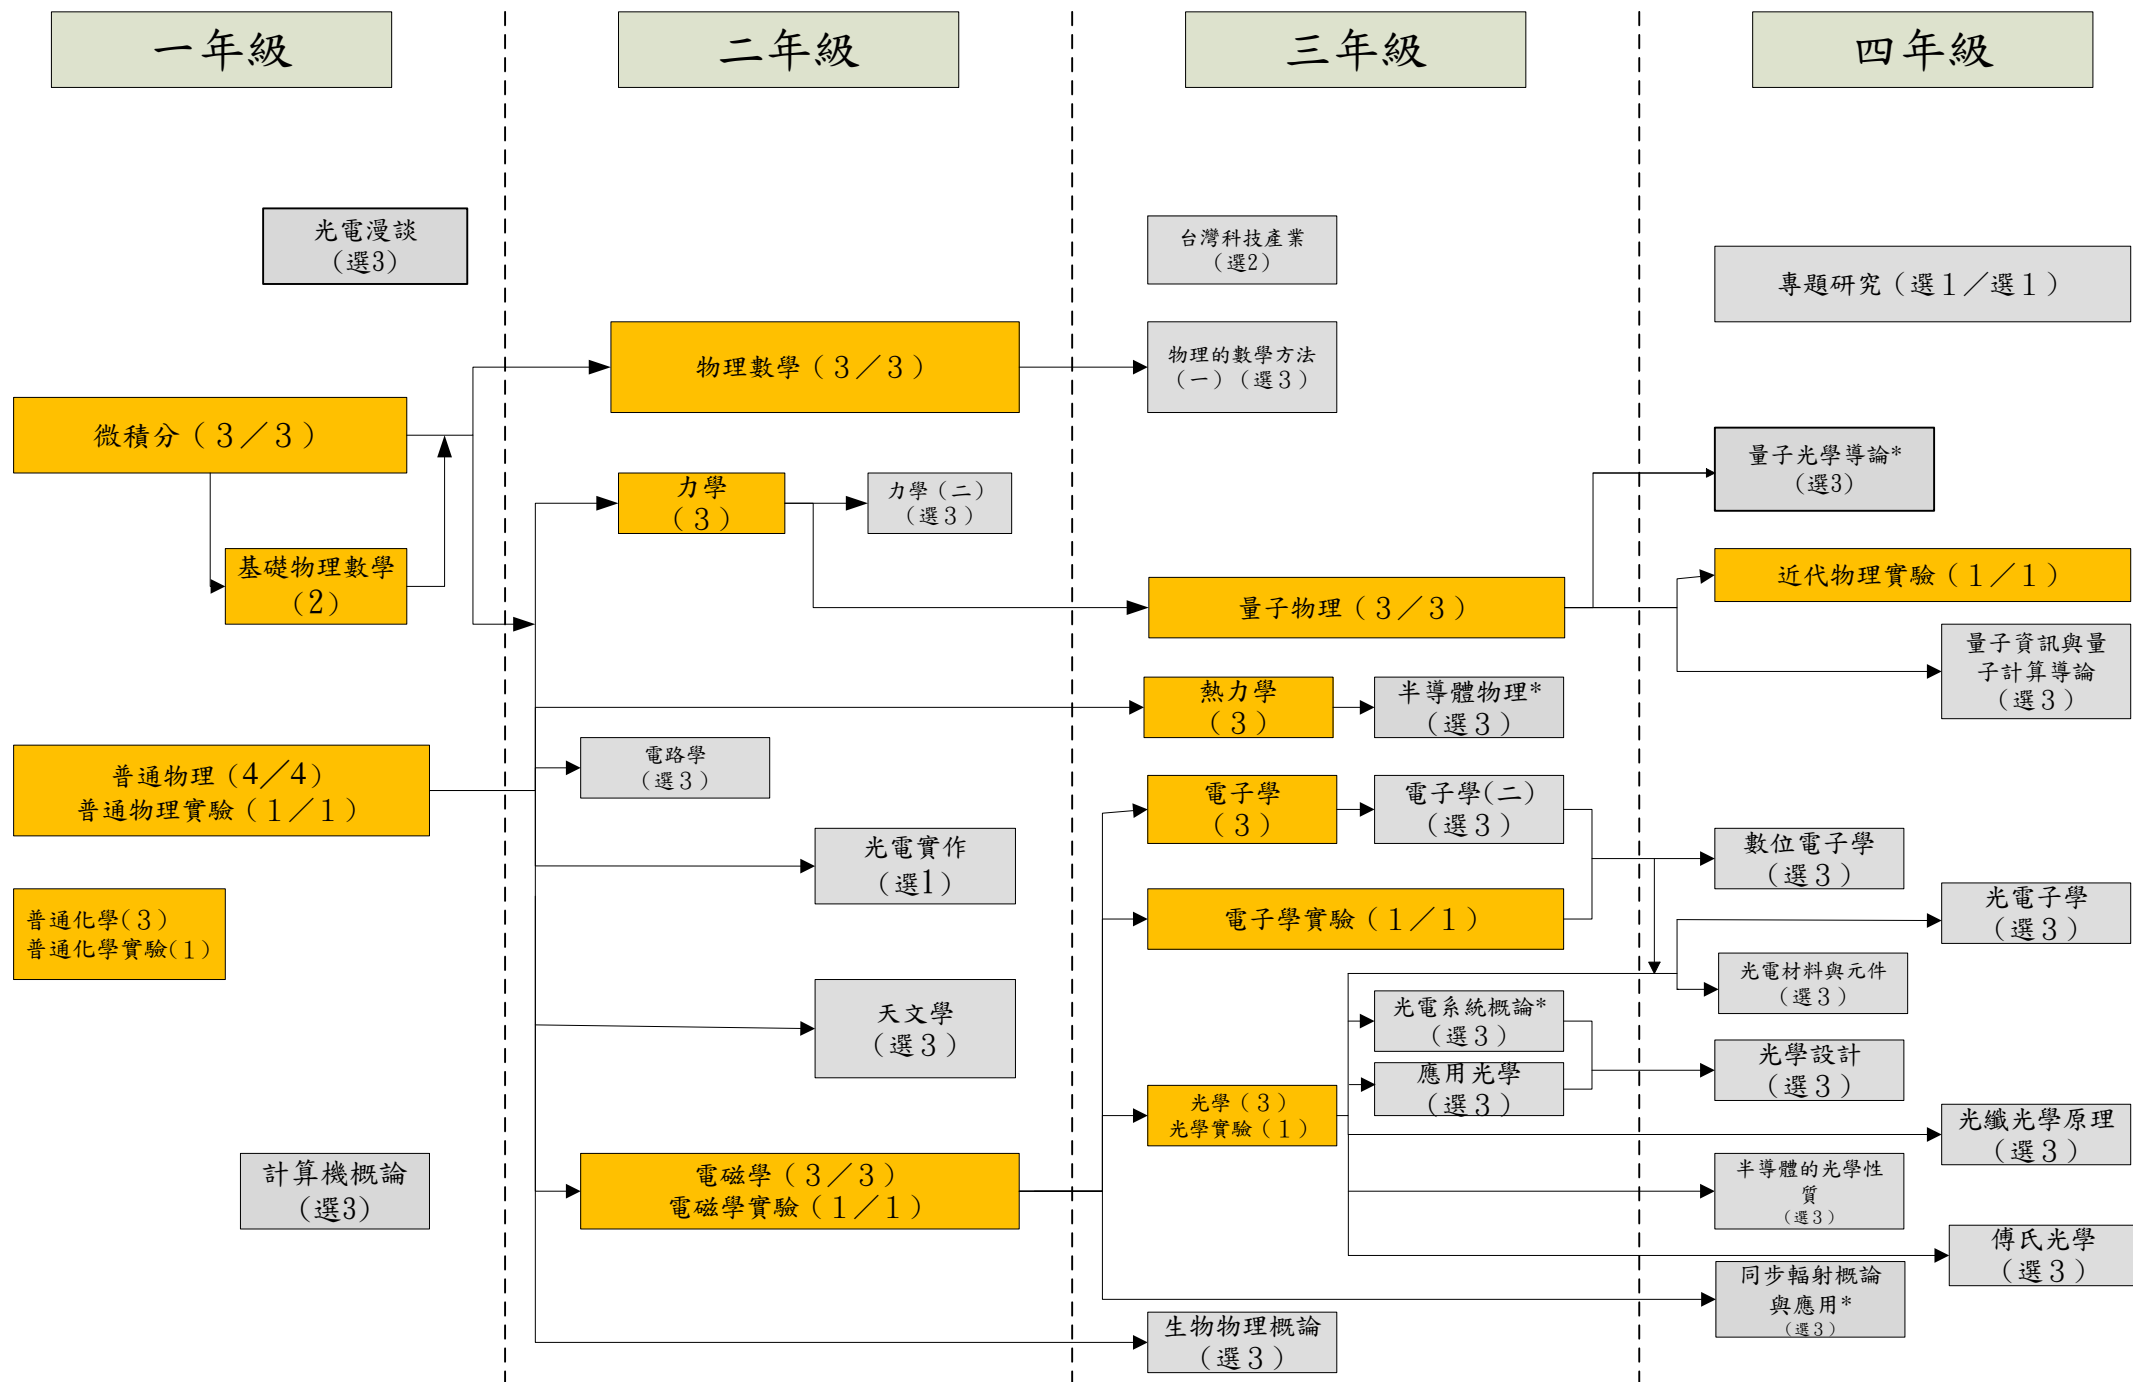 一年級
二年級
三年級
四年級
光電漫談
(選3)
微積分（３／３）
基礎物理數學
（2）
普通物理（4／4）
普通物理實驗（１／１）
普通化學(３)
普通化學實驗(１)
計算機概論
(選3)
物理數學（３／３）
力學
（３）
力學（二）
（選３）
電路學
（選３）
光電實作
（選1）
天文學
（選３）
電磁學（３／３）
電磁學實驗（１／１）
台灣科技產業
（選2）
物理的數學方法
（一）（選３）
量子物理（３／３）
熱力學
（３）
半導體物理*
（選３）
電子學
（３）
電子學(二)
（選３）
電子學實驗（１／１）
光電系統概論*
（選３）
應用光學
（選３）
光學（３）
光學實驗（１）
生物物理概論
（選３）
專題研究（選１／選１）
量子光學導論*
(選3)
近代物理實驗（１／１）
量子資訊與量
子計算導論
（選３）
數位電子學
（選３）
光電子學
（選３）
光電材料與元件
（選３）
光學設計
（選３）
光纖光學原理
（選３）
半導體的光學性
質
（選３）
傅氏光學
（選３）
同步輻射概論
與應用*
（選３）